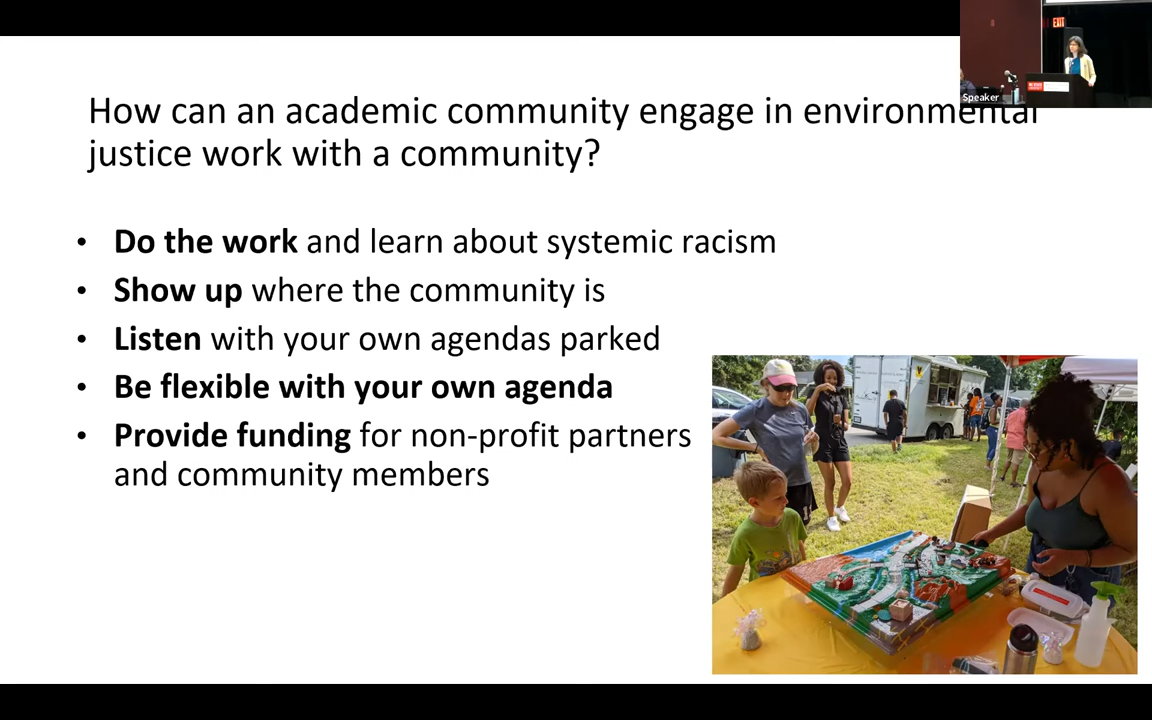 EXIT
Speaker
How can an academic community engage in environmental
justice work with a community?
• Do the work and learn about systemic racism
• Show up where the community is
• Listen with your own agendas parked
• Be flexible with your own agenda
• Provide funding for non-profit partners
and community members